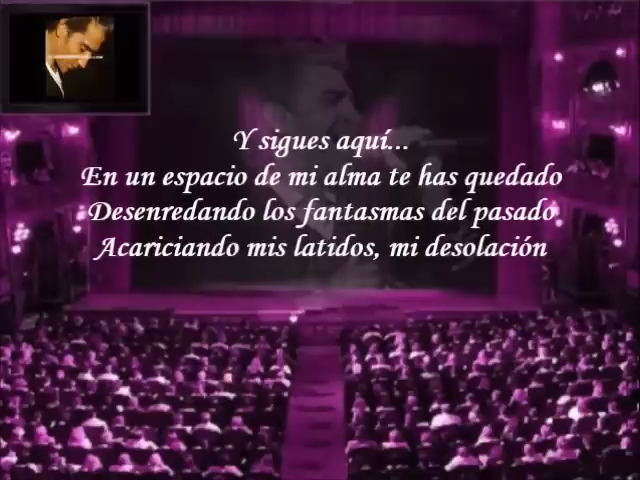 Y sigues aquí...
En un espacio de mi alma te has quedado
Desenredando los fantasmas del pasado
Acariciando mis latidos, mi desolación